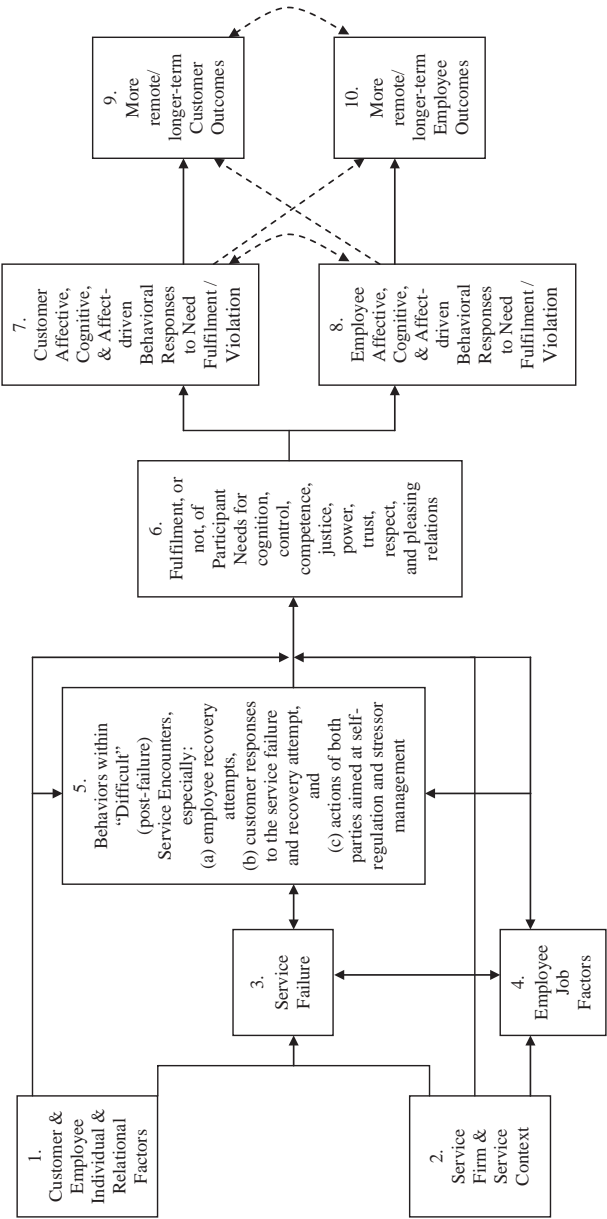 1.
Customer &
Employee
Individual &
Relational
Factors
2.
Service
Firm &
Service
Context
3.
Service
Failure
4.
Employee
Job
Factors
5.
Behaviors within
“Difficult”
(post-failure)
Service Encounters,
especially:
(a) employee recovery
attempts,
(b) customer responses
to the service failure
and recovery attempt,
and
(c) actions of both
parties aimed at self-
regulation and stressor
management
6.
Fulfilment, or
not, of
Participant
Needs for
cognition,
control,
competence,
justice,
power,
trust,
respect,
and pleasing
relations
7.
Customer
Affective,
Cognitive,
& Affect-
driven
Behavioral
Responses
to Need
Fulfilment /
Violation
8.
Employee
Affective,
Cognitive,
& Affect-
driven
Behavioral
Responses
to Need
Fulfilment /
Violation
9.
More
remote/
longer-term
Customer
Outcomes
10.
More
remote/
longer-term
Employee
Outcomes